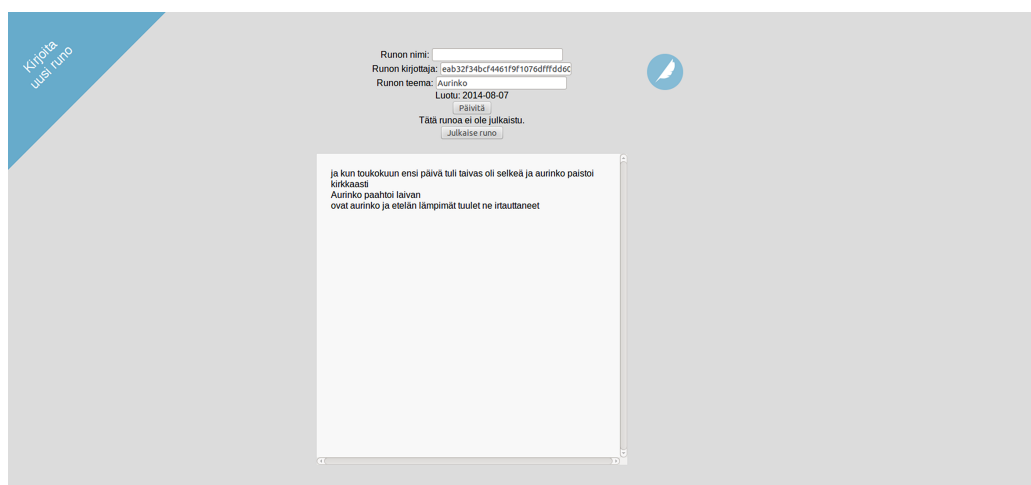 Kirjoita
uusi runo
Runon nimi:
Runon kirjottaja: eab32f34bcf4461f9f1076dfffdd60
Runon teema: Aurinko
Luotu: 2014-08-07
Päivitä
Tätä runoa ei ole julkaistu.
Julkaise runo
ja kun toukokuun ensi päivä tuli taivas oli selkeä ja aurinko paistoi
kirkkaasti
Aurinko paahtoi laivan
ovat aurinko ja etelän lämpimät tuulet ne irtauttaneet